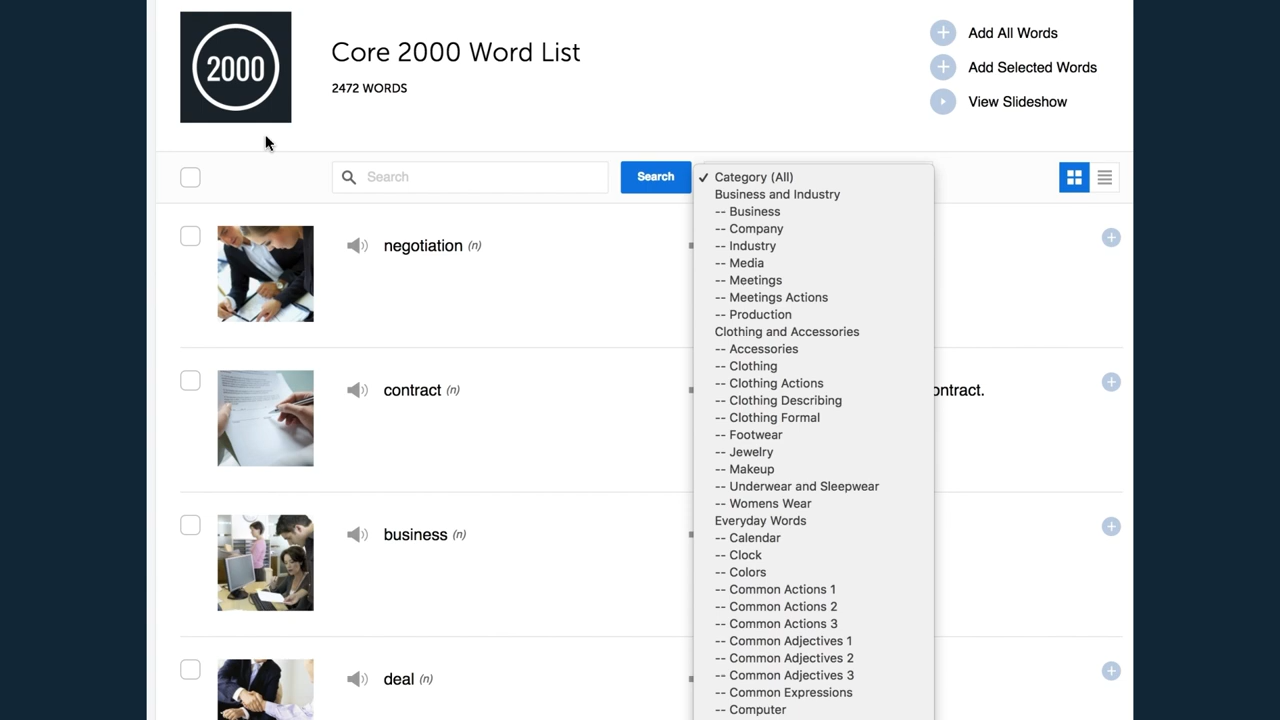 2000
Core 2000 Word List
2472 WORDS
Add All Words
Add Selected Words
View Slideshow
Search
Search
✓ Category (All)
Business and Industry
-- Business
-- Company
-- Industry
-- Media
-- Meetings
-- Meetings Actions
-- Production
Clothing and Accessories
-- Accessories
-- Clothing
-- Clothing Actions
-- Clothing Describing
-- Clothing Formal
-- Footwear
-- Jewelry
-- Makeup
-- Underwear and Sleepwear
-- Womens Wear
Everyday Words
-- Calendar
-- Clock
-- Colors
-- Common Actions 1
-- Common Actions 2
-- Common Actions 3
-- Common Adjectives 1
-- Common Adjectives 2
-- Common Adjectives 3
-- Common Expressions
-- Computer
negotiation (n)
contract (n)
ontract.
business (n)
deal (n)